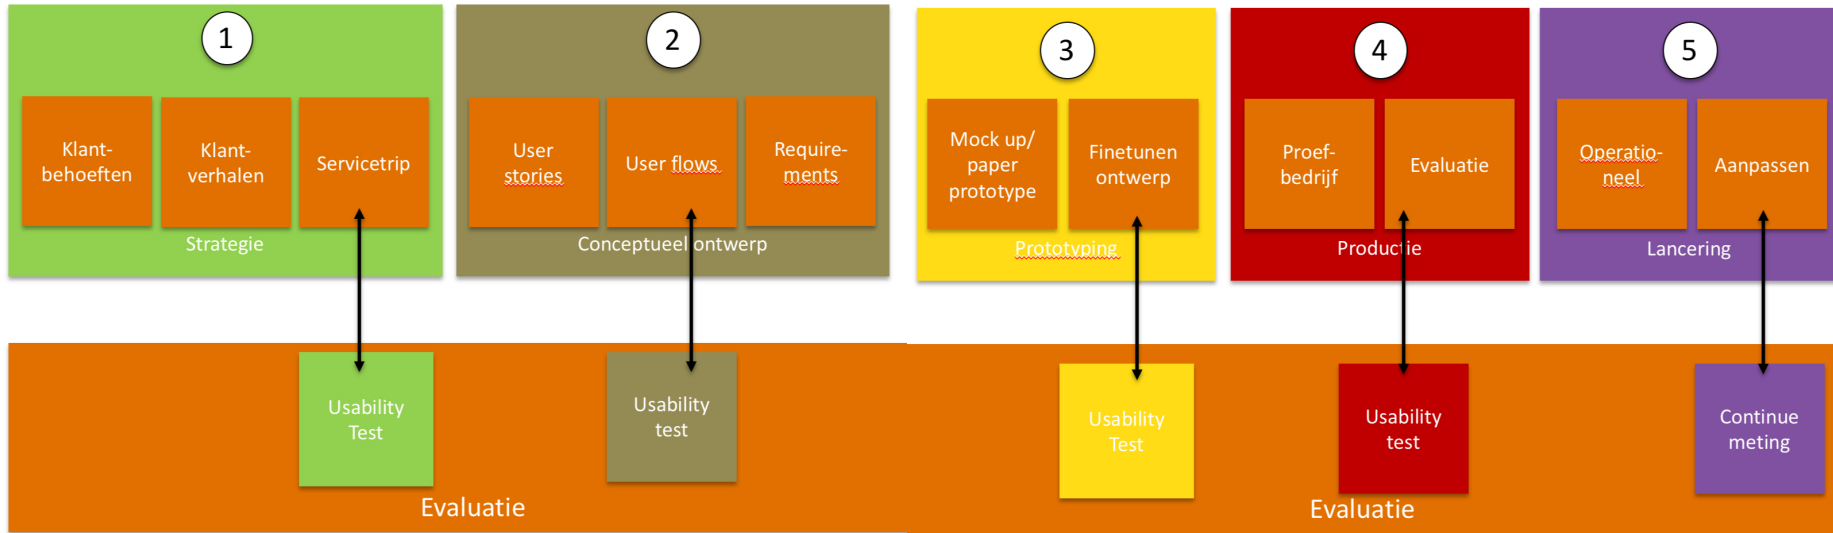 1
Klant-
behoeften
Klant-
verhalen
Servicetrip
Strategie
2
User
stories
User flows
Require-
ments
Conceptueel ontwerp
3
Mock up/
paper
prototype
Finetunen
ontwerp
Prototyping
4
Proef-
bedrijf
Evaluatie
Productie
5
Operatio-
neel
Aanpassen
Lancering
Usability
Test
Usability
test
Evaluatie
Usability
Test
Usability
test
Continue
meting
Evaluatie